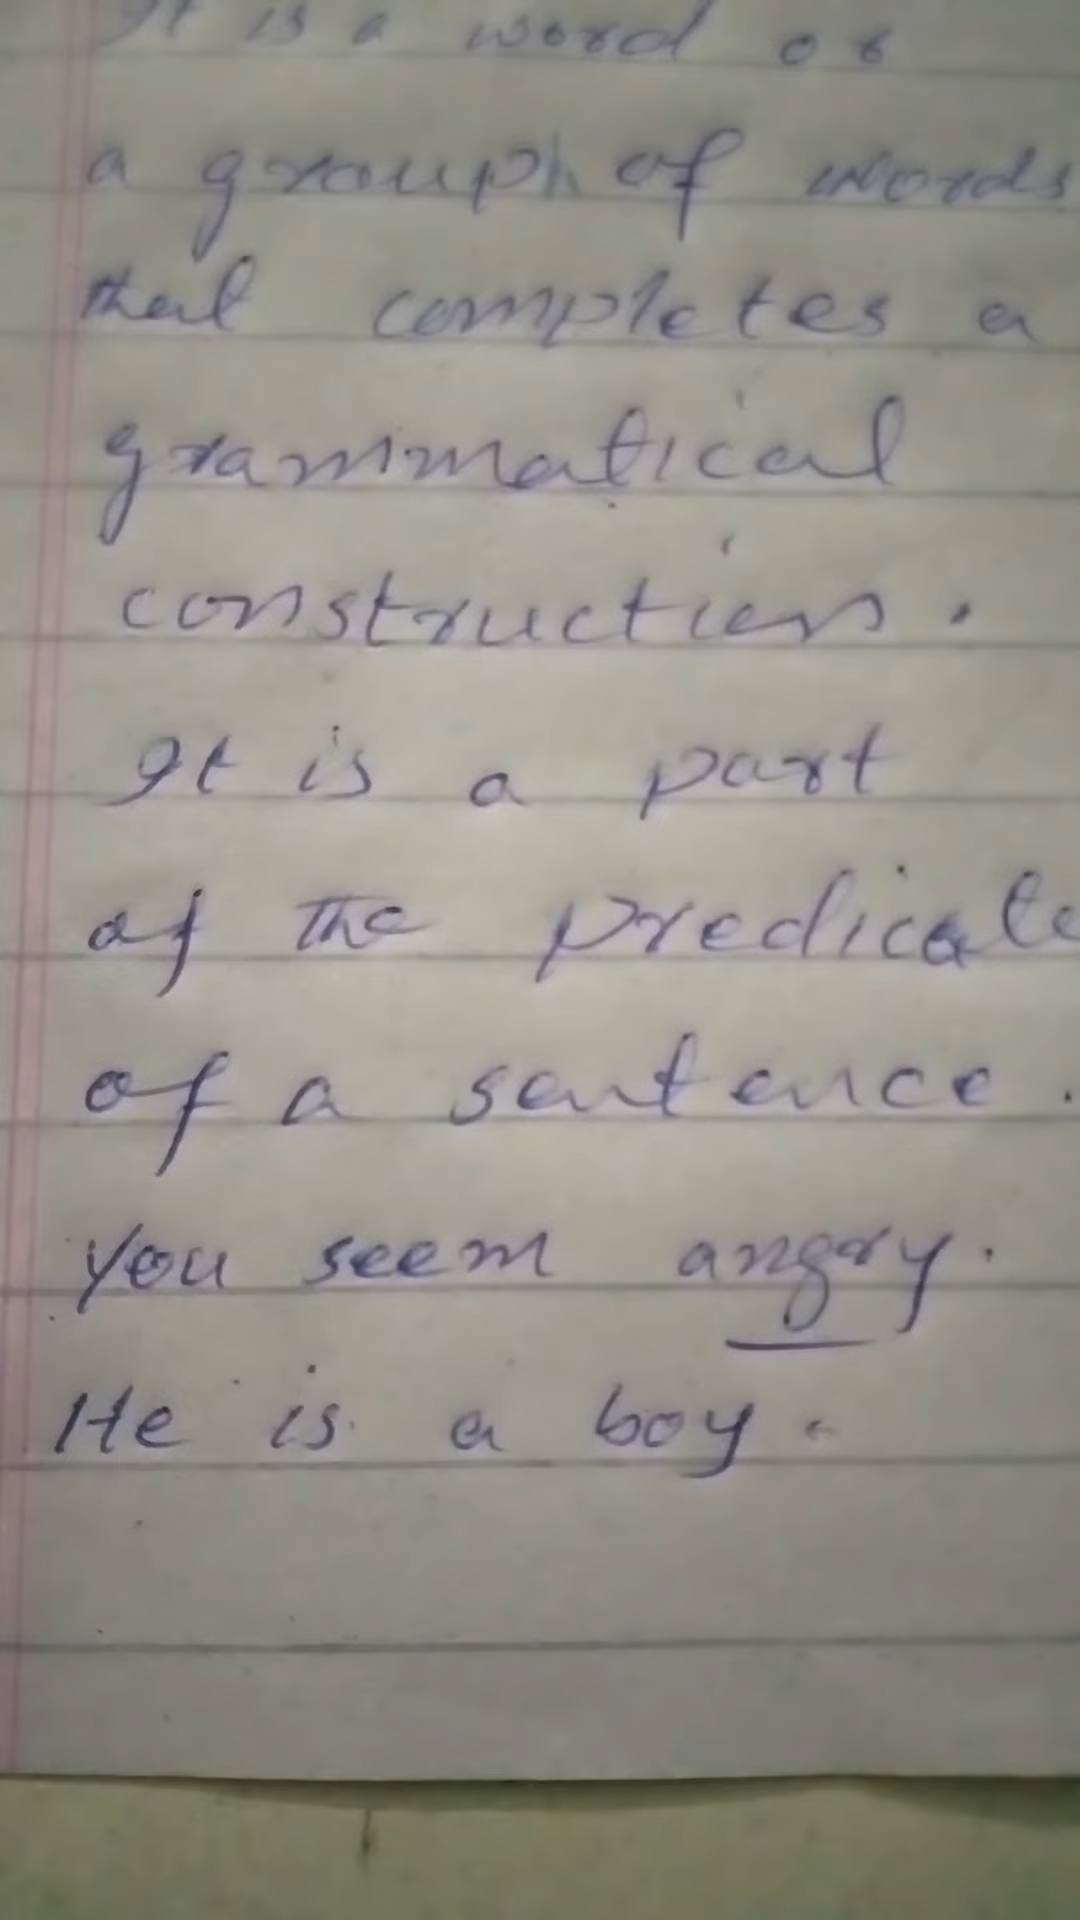 It is a word or
a group of words
that completes a
grammatical
construction.
It is a part
of the predicate
of a sentence.
You seem angry.
He is a boy.